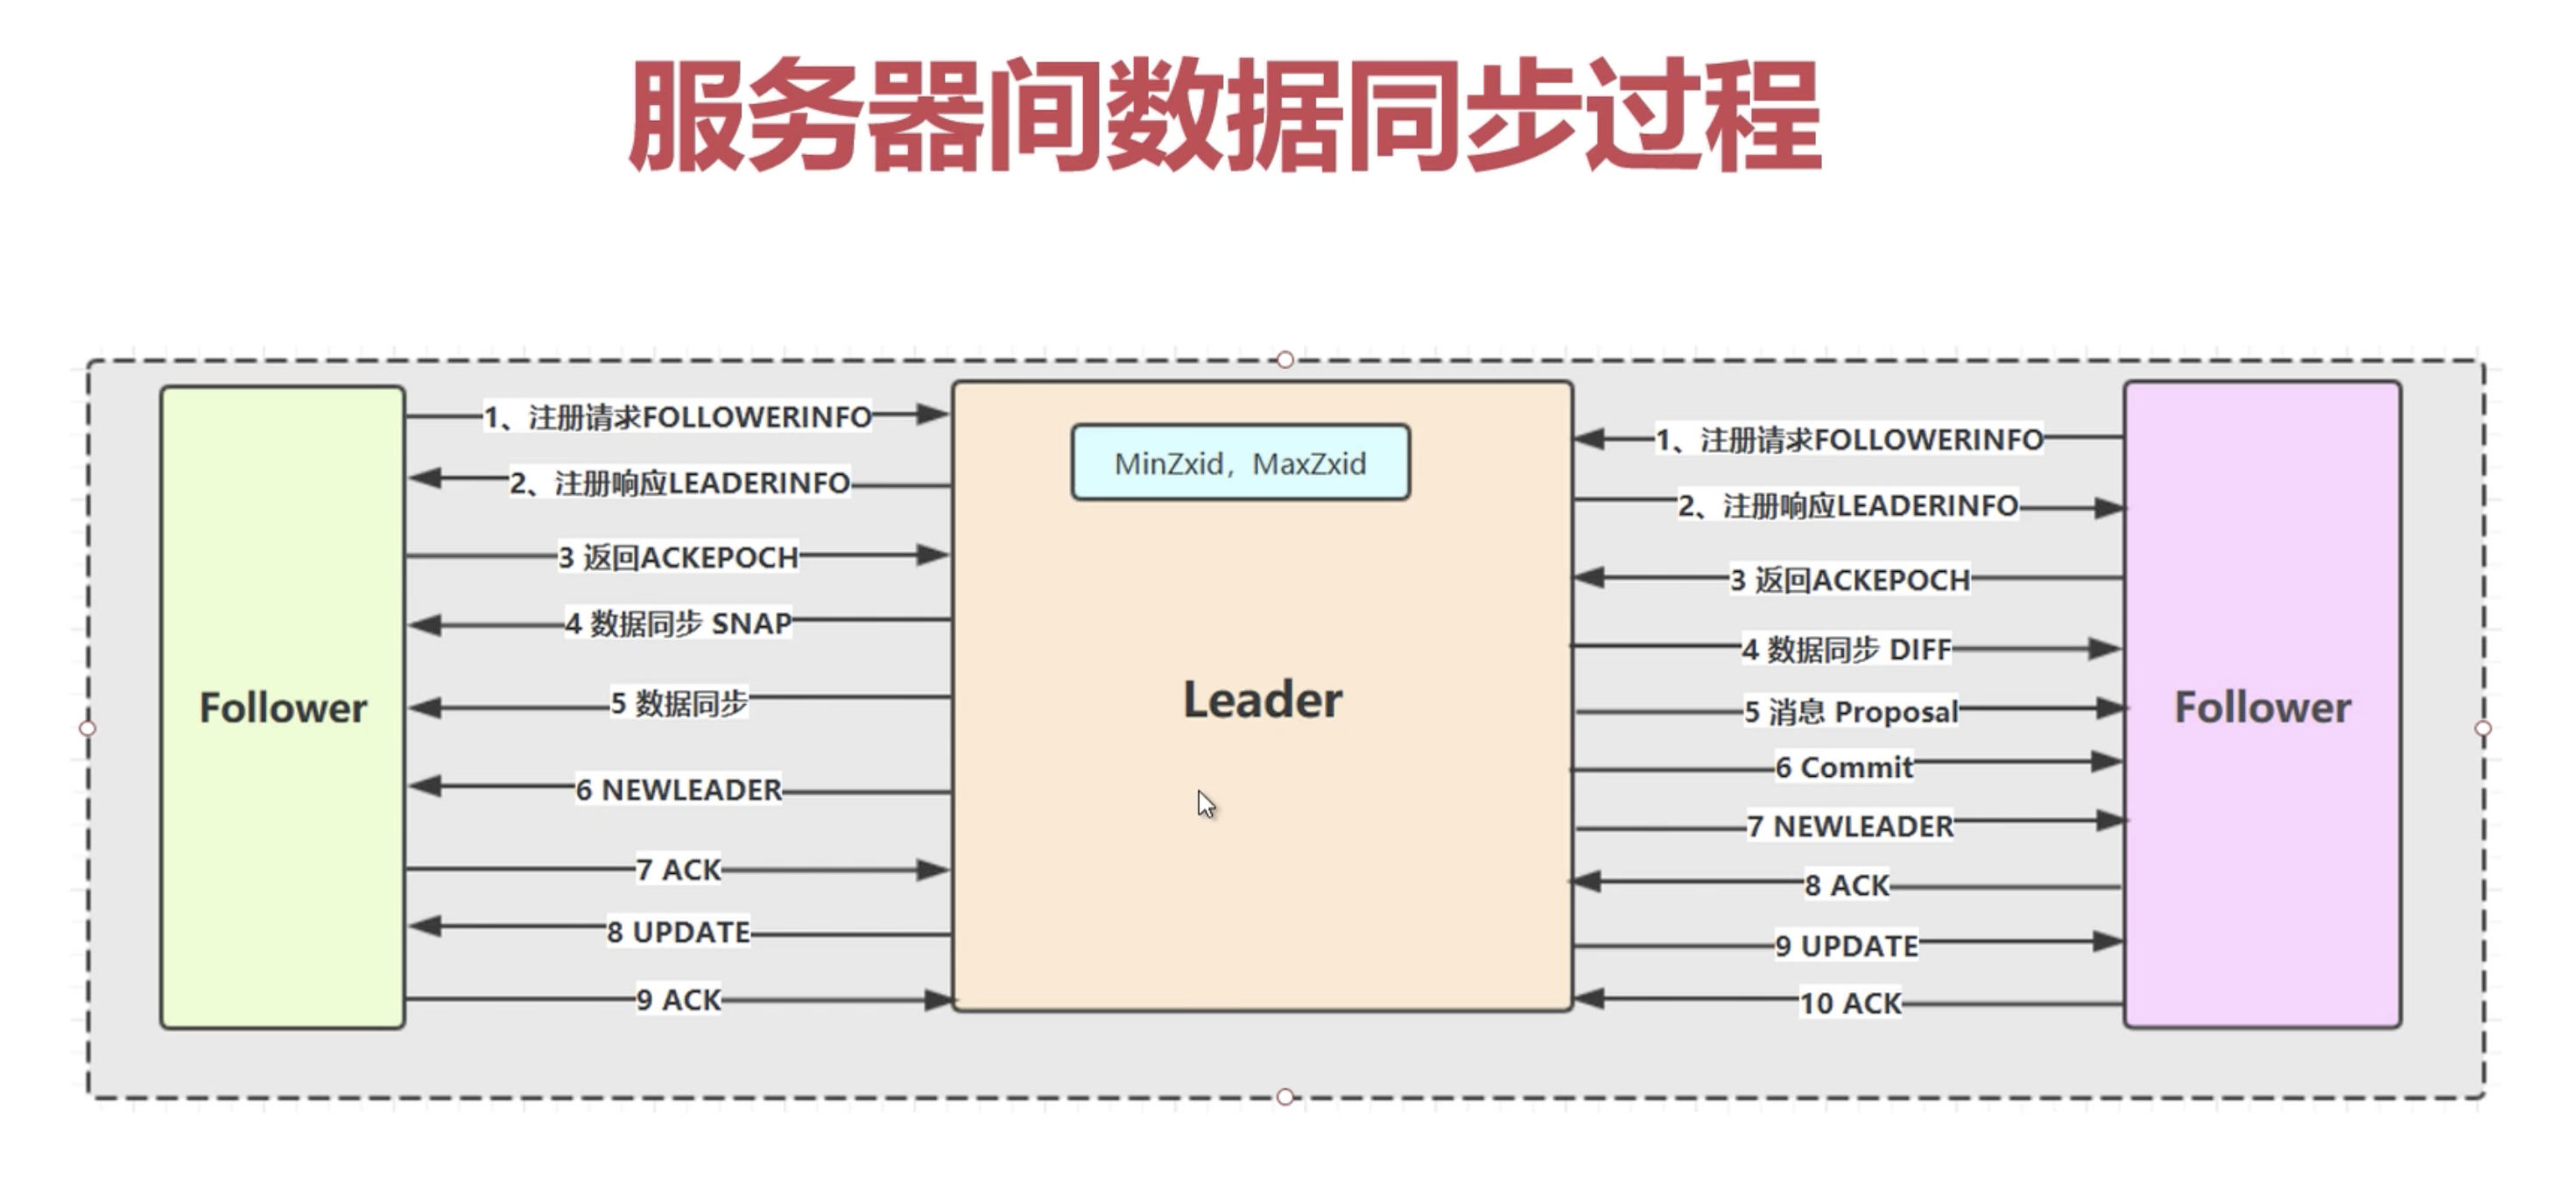 服务器间数据同步过程
Follower
1、注册请求FOLLOWERINFO
2、注册响应LEADERINFO
3 返回ACKEPOCH
4 数据同步 SNAP
5 数据同步
6 NEWLEADER
7 ACK
8 UPDATE
9 ACK
MinZxid，MaxZxid
Leader
1、注册请求FOLLOWERINFO
2、注册响应LEADERINFO
3 返回ACKEPOCH
4 数据同步 DIFF
5 消息 Proposal
6 Commit
7 NEWLEADER
8 ACK
9 UPDATE
10 ACK
Follower